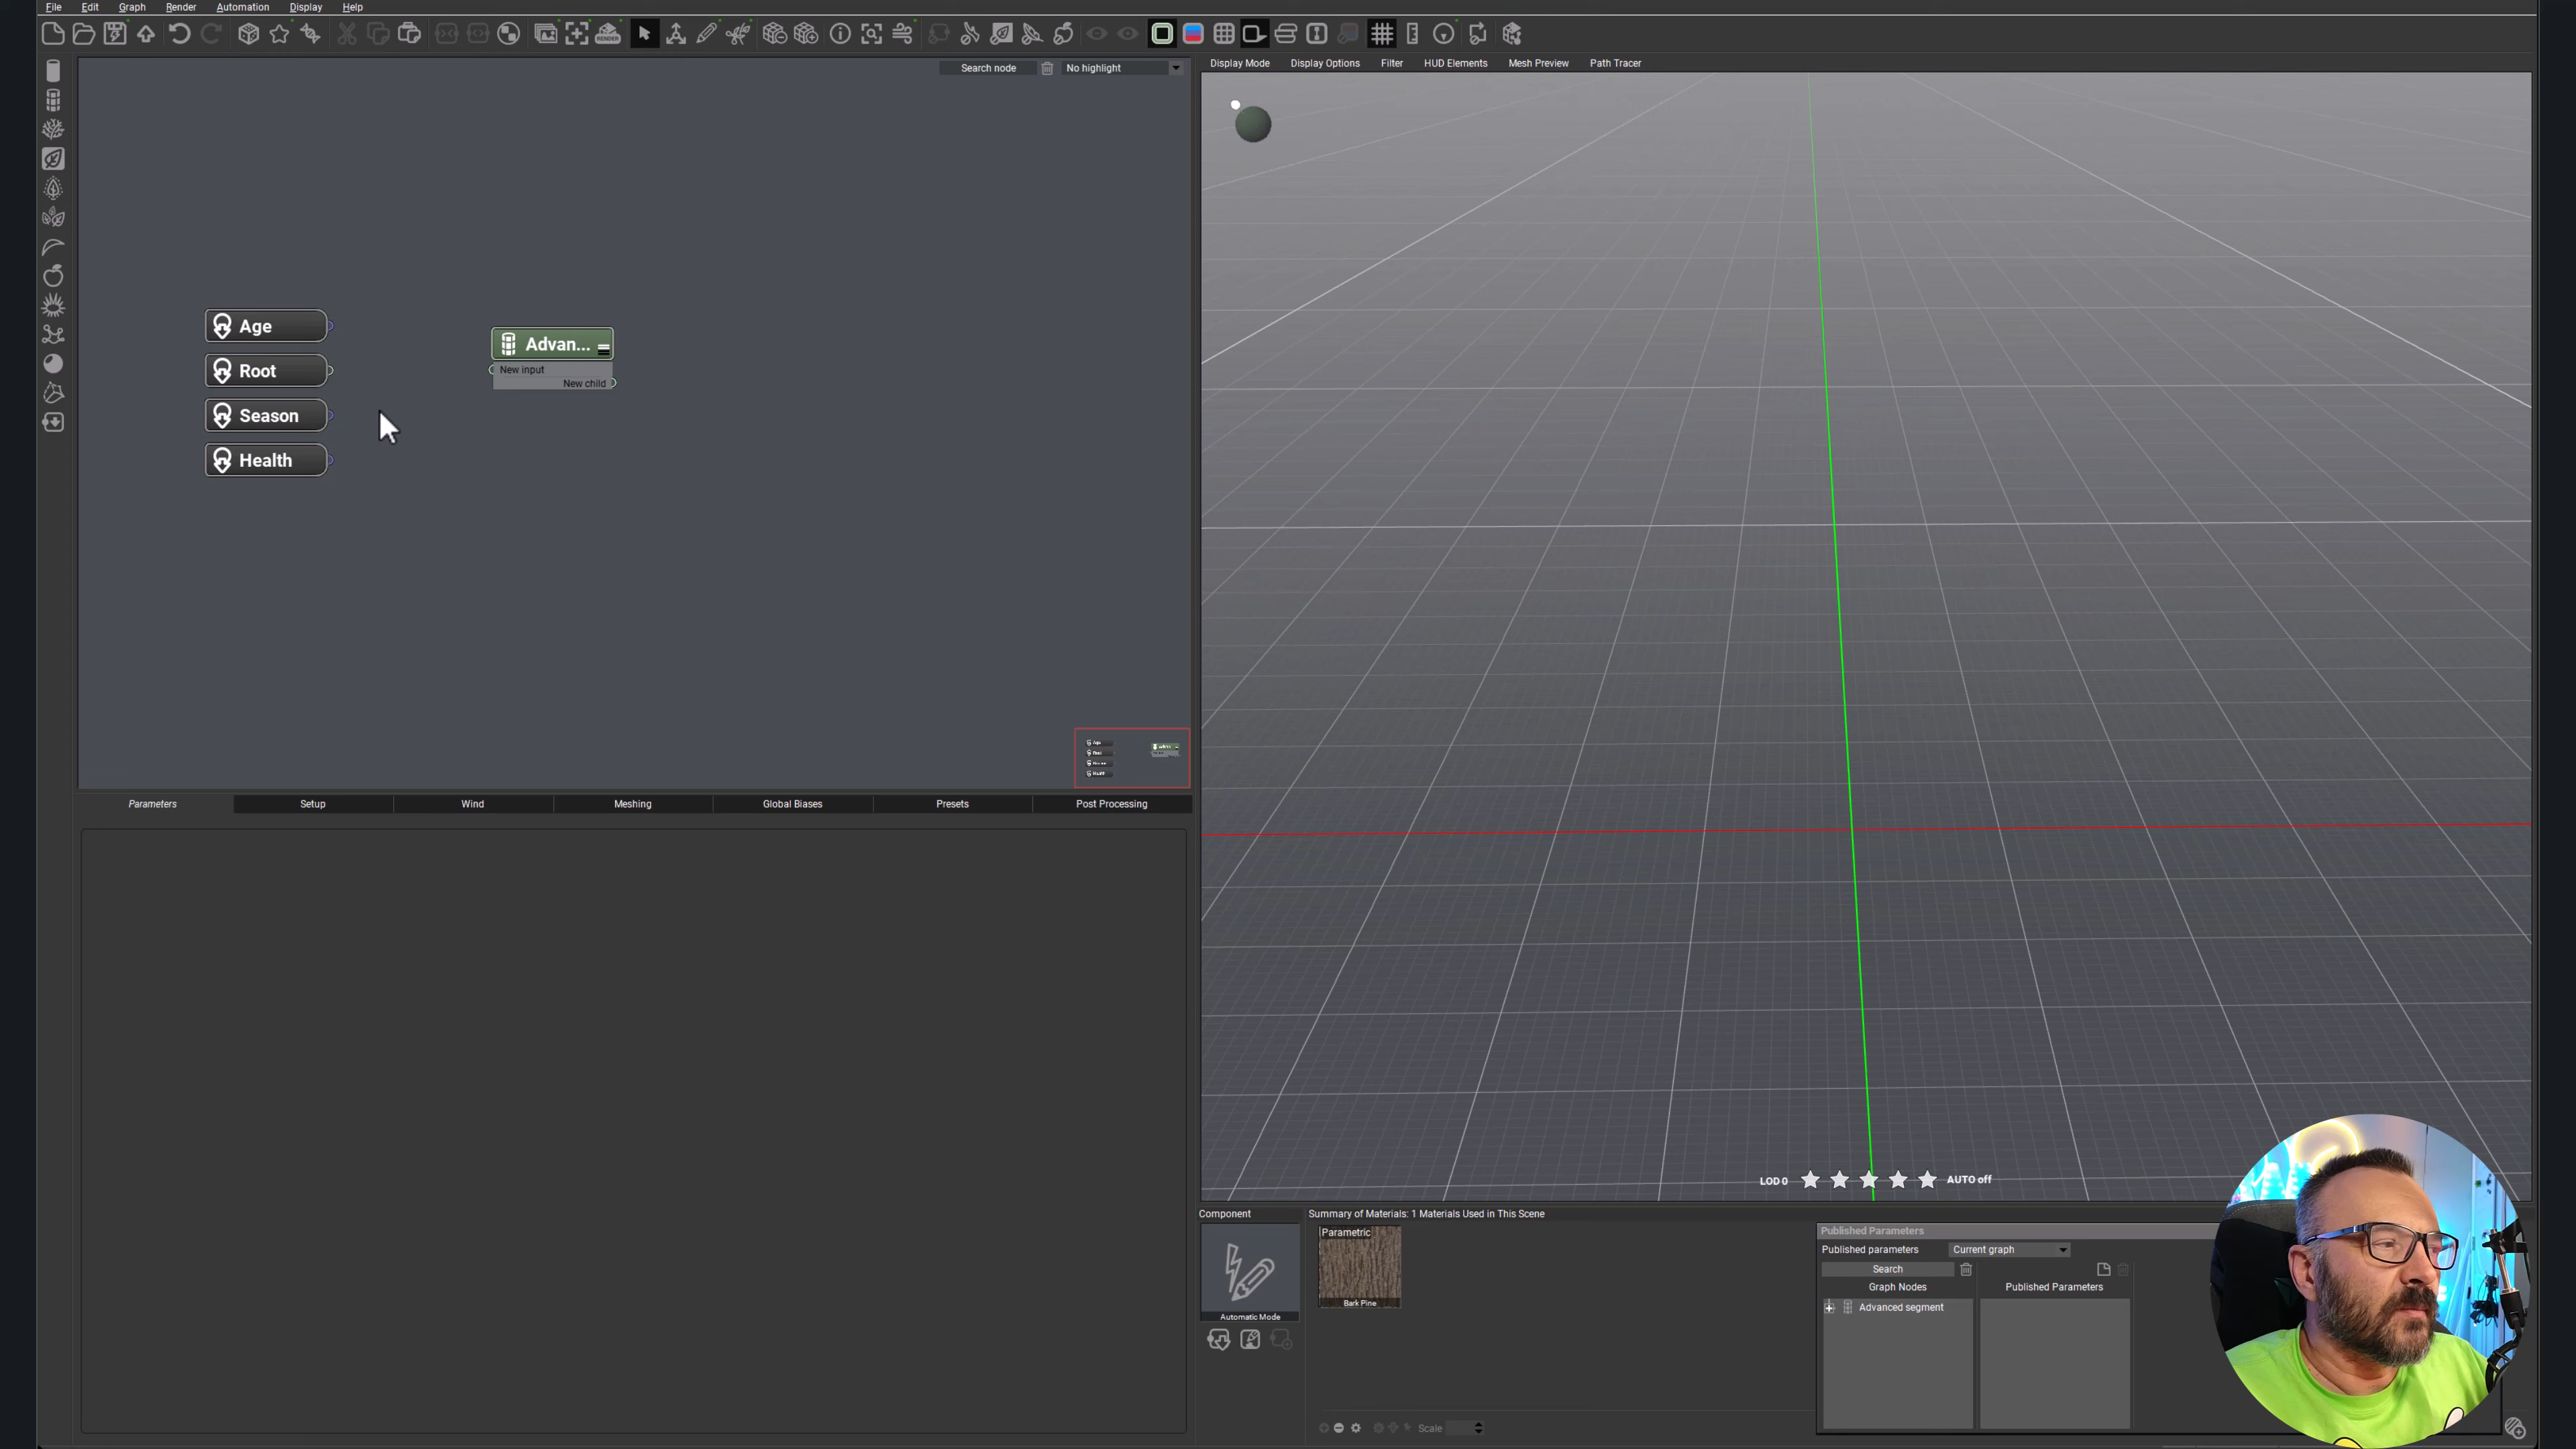 File Edit Graph Render Automation Display Help
Search node No highlight
Display Mode Display Options Filter HUD Elements Mesh Preview Path Tracer
Age
Root
Season
Health
Advan...
New input
New child
Parameters Setup Wind Meshing Global Biases Presets Post Processing
LOD 0 AUTO off
Component
Automatic Mode
Summary of Materials: 1 Materials Used in This Scene
Parametric
Bark Pine
Scale
Published Parameters
Published parameters Current graph
Search
Graph Nodes Published Parameters
Advanced segment